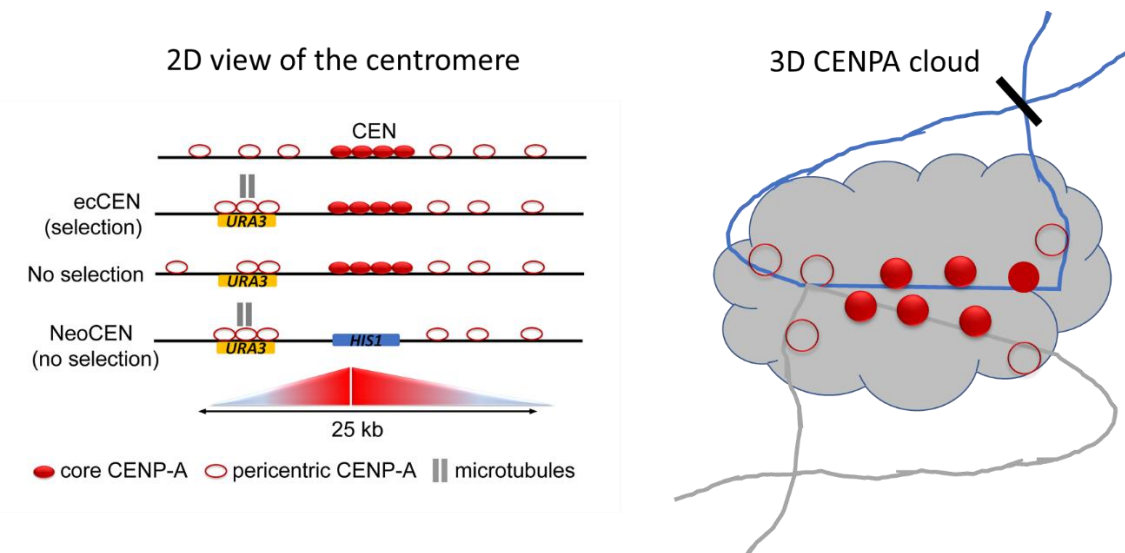 2D view of the centromere
3D CENPA cloud
CEN
ecCEN
(selection)
URA3
No selection
URA3
NeoCEN
(no selection)
URA3
HIS1
25 kb
core CENP-A
pericentric CENP-A
microtubules